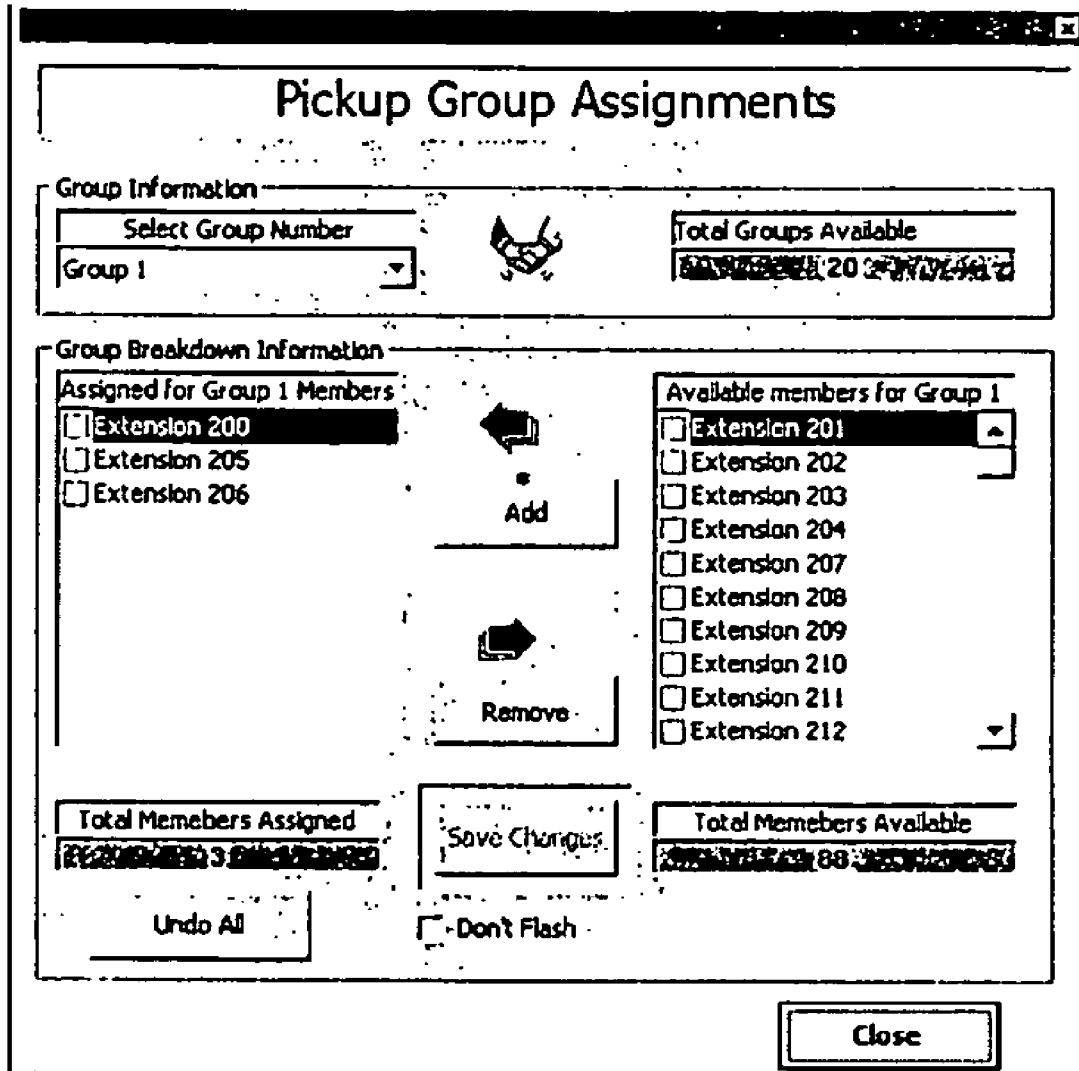 Pickup Group Assignments
Group Information
Select Group Number
Group 1
Total Groups Available
20
Group Breakdown Information
Assigned for Group 1 Members
Extension 200
Extension 205
Extension 206
Add
Remove
Available members for Group 1
Extension 201
Extension 202
Extension 203
Extension 204
Extension 207
Extension 208
Extension 209
Extension 210
Extension 211
Extension 212
Total Memebers Assigned
3
Save Changes
Total Memebers Available
88
Undo All
Don't Flash
Close